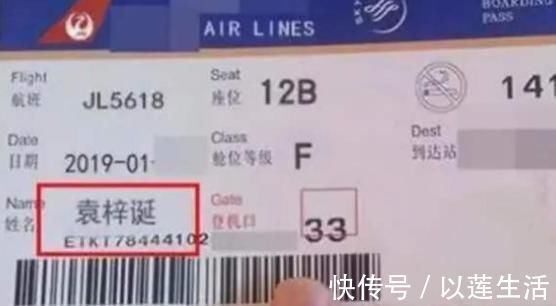 BOARDING
PASS
SKY
AIR LINES
Flight
航班 JL5618
Seat
座位 12B
141
Date
日期 2019-01-
Class
舱位等级 F
Dest
到达站
Name
姓名 袁梓诞
ETKT78444102
Gate
登机口 33
快传号/以莲生活